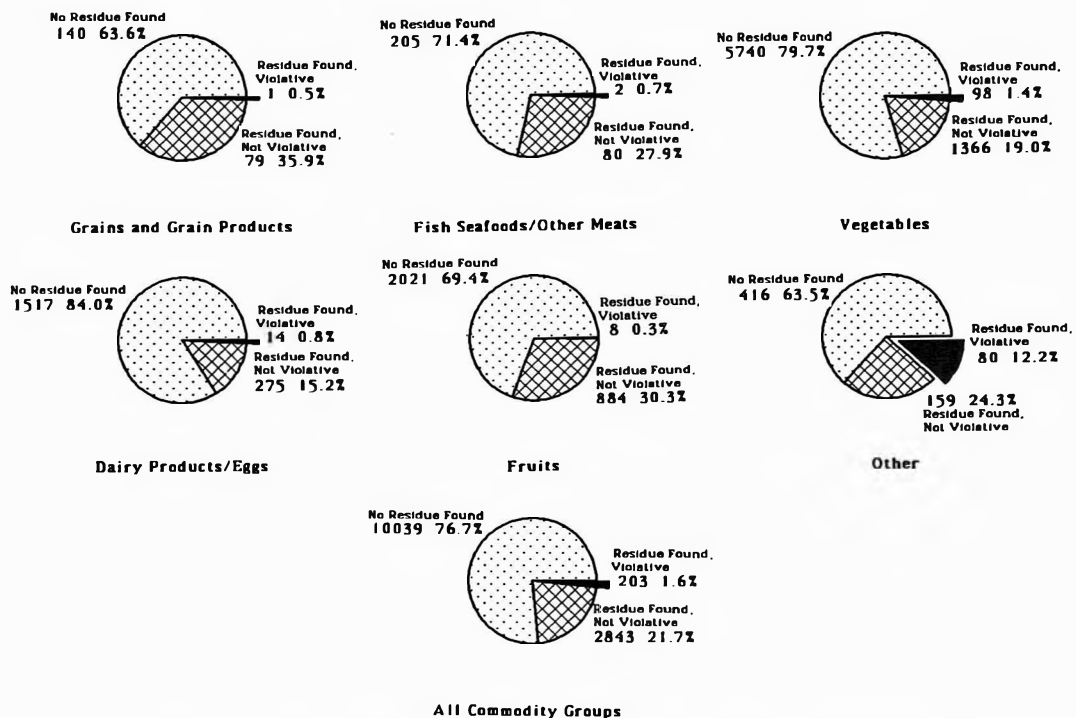 No Residue Found
140 63.6%
Residue Found,
Violative
1 0.5%
Residue Found,
Not Violative
79 35.9%
Grains and Grain Products
No Residue Found
205 71.4%
Residue Found,
Violative
2 0.7%
Residue Found,
Not Violative
80 27.9%
Fish Seafoods/Other Meats
No Residue Found
5740 79.7%
Residue Found,
Violative
98 1.4%
Residue Found,
Not Violative
1366 19.0%
Vegetables
No Residue Found
1517 84.0%
Residue Found,
Violative
14 0.8%
Residue Found,
Not Violative
275 15.2%
Dairy Products/Eggs
No Residue Found
2021 69.4%
Residue Found,
Violative
8 0.3%
Residue Found,
Not Violative
884 30.3%
Fruits
No Residue Found
416 63.5%
Residue Found,
Violative
80 12.2%
159 24.3%
Residue Found,
Not Violative
Other
No Residue Found
10039 76.7%
Residue Found,
Violative
203 1.6%
Residue Found,
Not Violative
2843 21.7%
All Commodity Groups